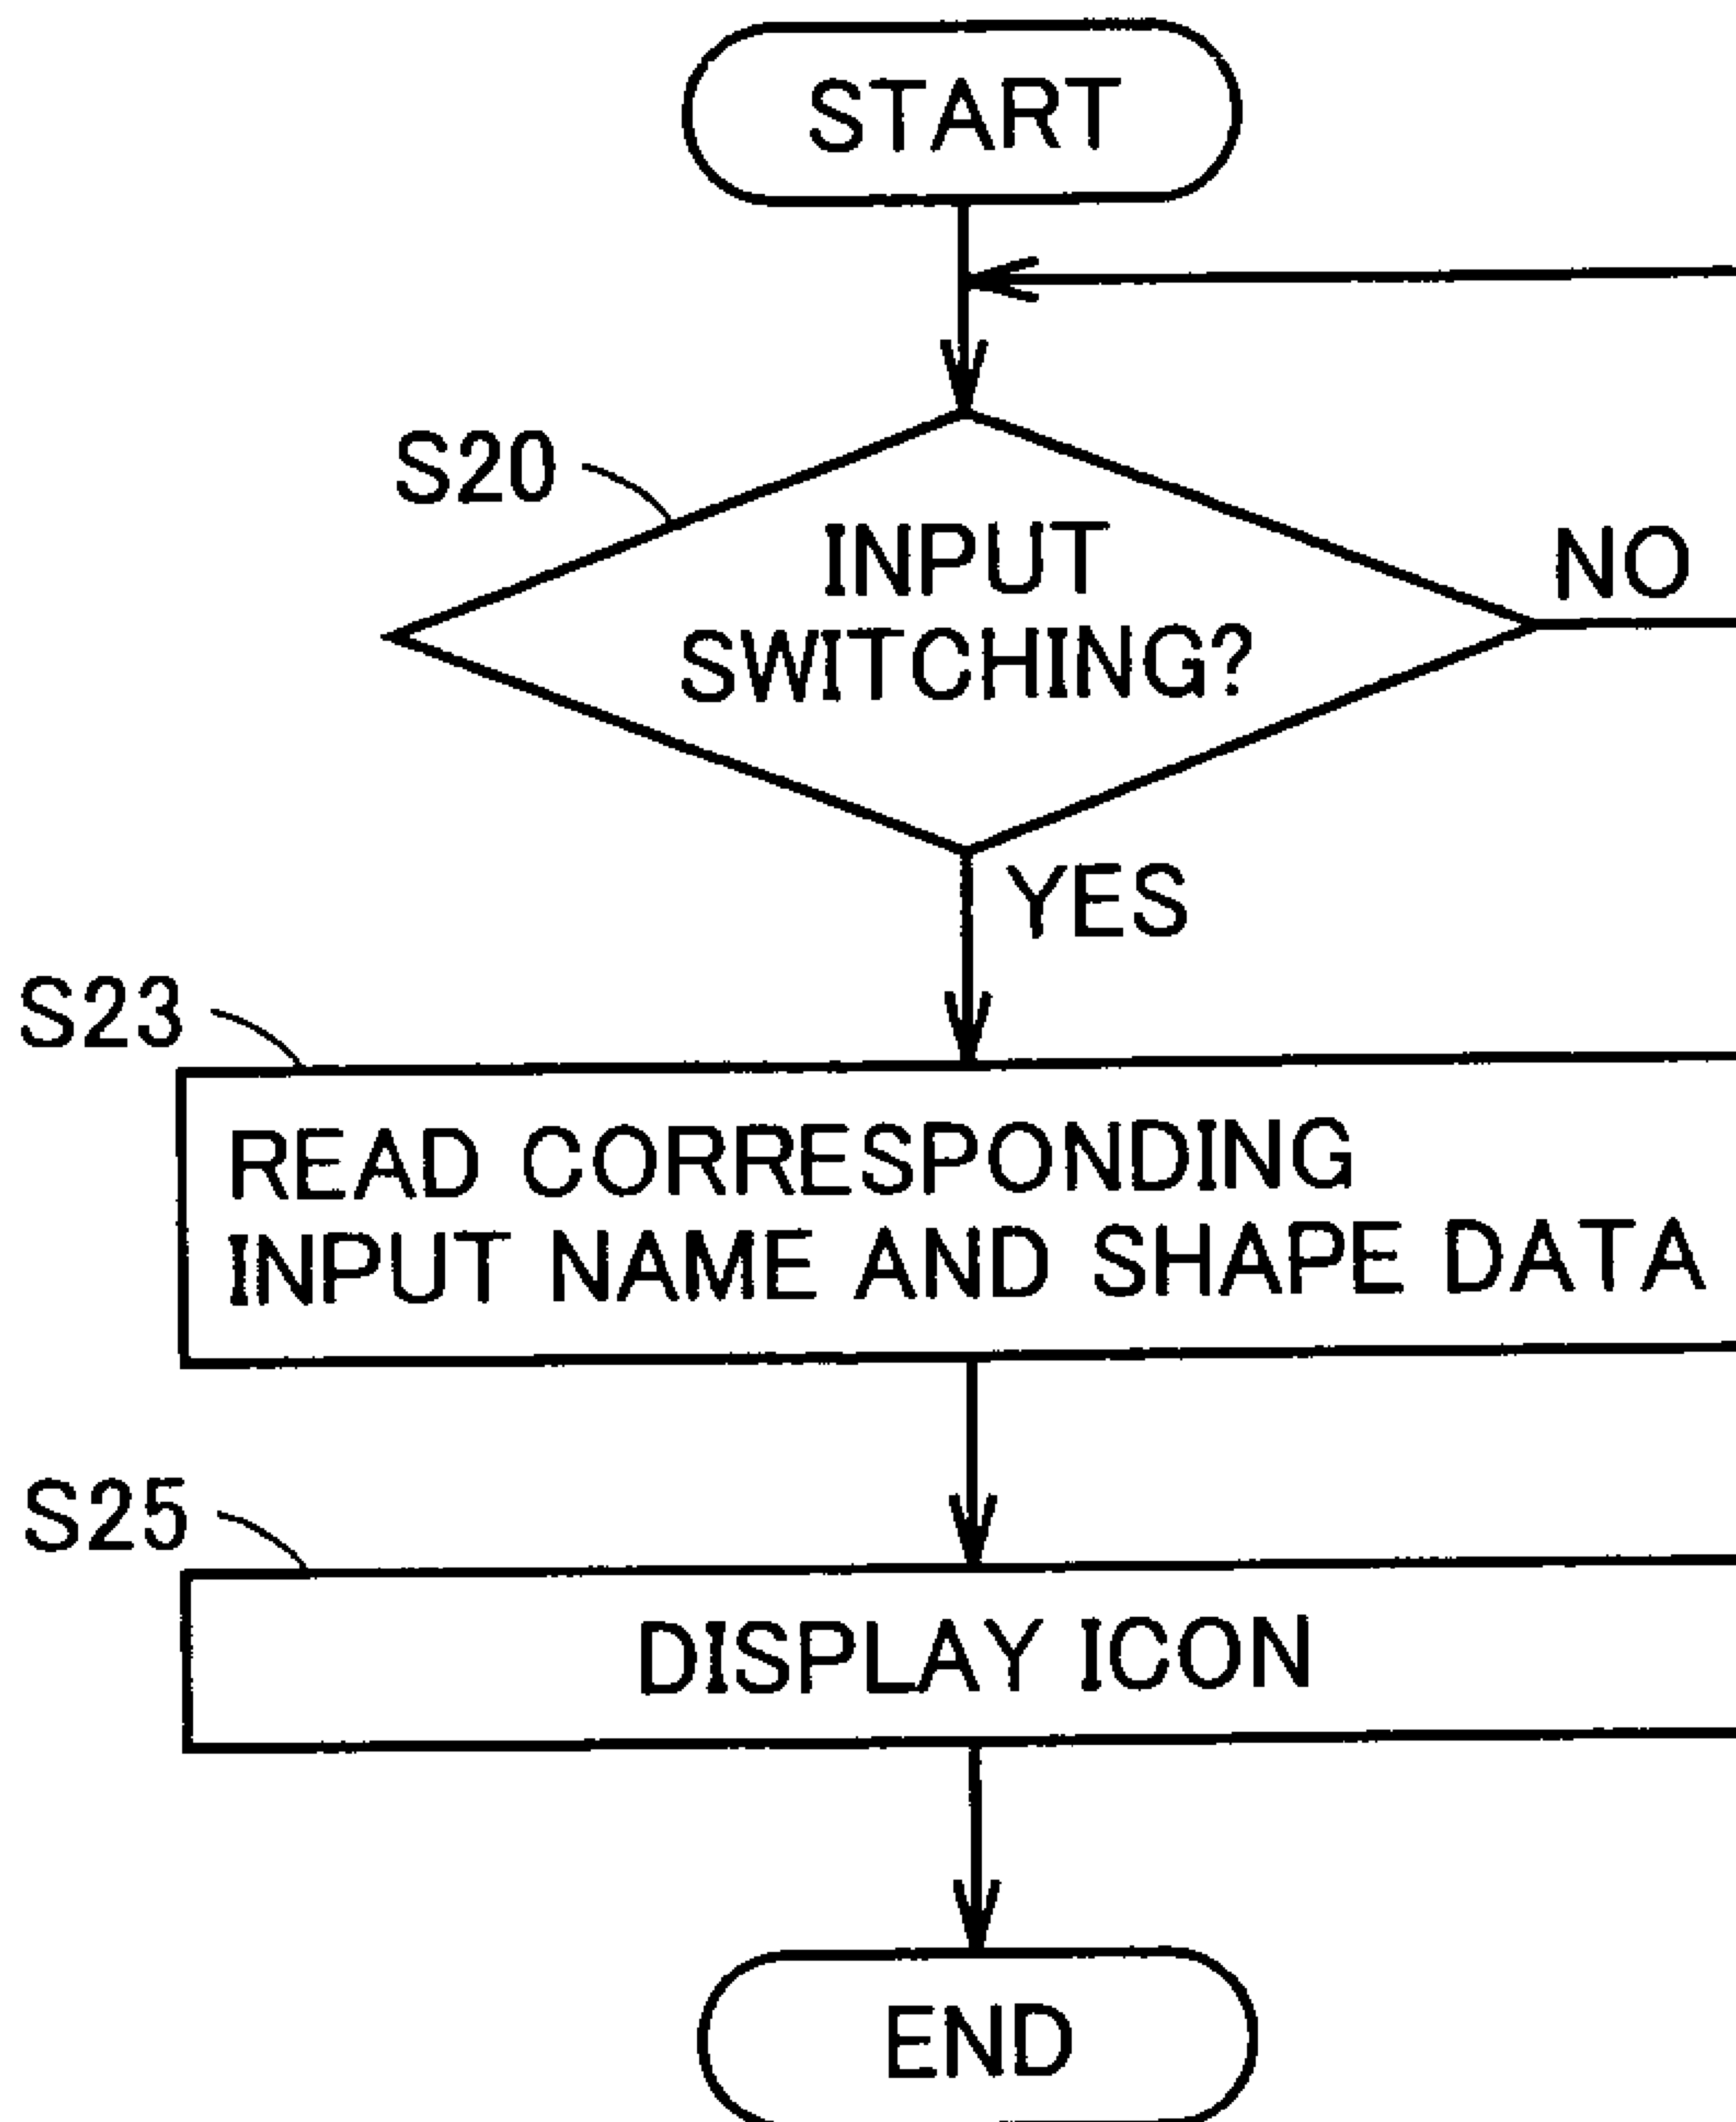 START
S20
INPUT
SWITCHING?
NO
YES
S23
READ CORRESPONDING
INPUT NAME AND SHAPE DATA
S25
DISPLAY ICON
END